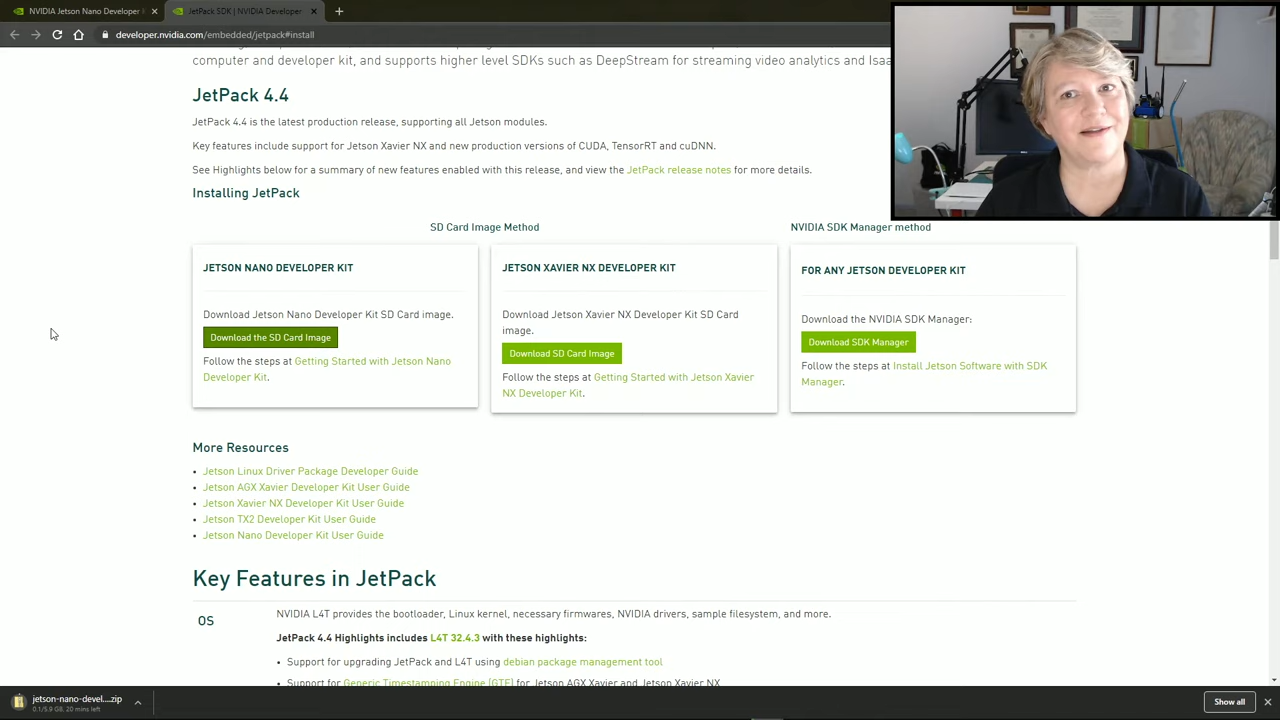 NVIDIA Jetson Nano Developer K
JetPack SDK | NVIDIA Developer
developer.nvidia.com/embedded/jetpack#install
computer and developer kit, and supports higher level SDKs such as DeepStream for streaming video analytics and Isaa
JetPack 4.4
JetPack 4.4 is the latest production release, supporting all Jetson modules.
Key features include support for Jetson Xavier NX and new production versions of CUDA, TensorRT and cuDNN.
See Highlights below for a summary of new features enabled with this release, and view the JetPack release notes for more details.
Installing JetPack
SD Card Image Method
NVIDIA SDK Manager method
JETSON NANO DEVELOPER KIT
Download Jetson Nano Developer Kit SD Card image.
Download the SD Card Image
Follow the steps at Getting Started with Jetson Nano
Developer Kit.
JETSON XAVIER NX DEVELOPER KIT
Download Jetson Xavier NX Developer Kit SD Card
image.
Download SD Card Image
Follow the steps at Getting Started with Jetson Xavier
NX Developer Kit.
FOR ANY JETSON DEVELOPER KIT
Download the NVIDIA SDK Manager:
Download SDK Manager
Follow the steps at Install Jetson Software with SDK
Manager.
More Resources
• Jetson Linux Driver Package Developer Guide
• Jetson AGX Xavier Developer Kit User Guide
• Jetson Xavier NX Developer Kit User Guide
• Jetson TX2 Developer Kit User Guide
• Jetson Nano Developer Kit User Guide
Key Features in JetPack
OS
NVIDIA L4T provides the bootloader, Linux kernel, necessary firmwares, NVIDIA drivers, sample filesystem, and more.
JetPack 4.4 Highlights includes L4T 32.4.3 with these highlights:
• Support for upgrading JetPack and L4T using debian package management tool
• Support for Generic Timestamping Engine (GTE) for Jetson AGX Xavier and Jetson Xavier NX
jetson-nano-devel....zip
0.1/5.9 GB, 20 mins left
Show all